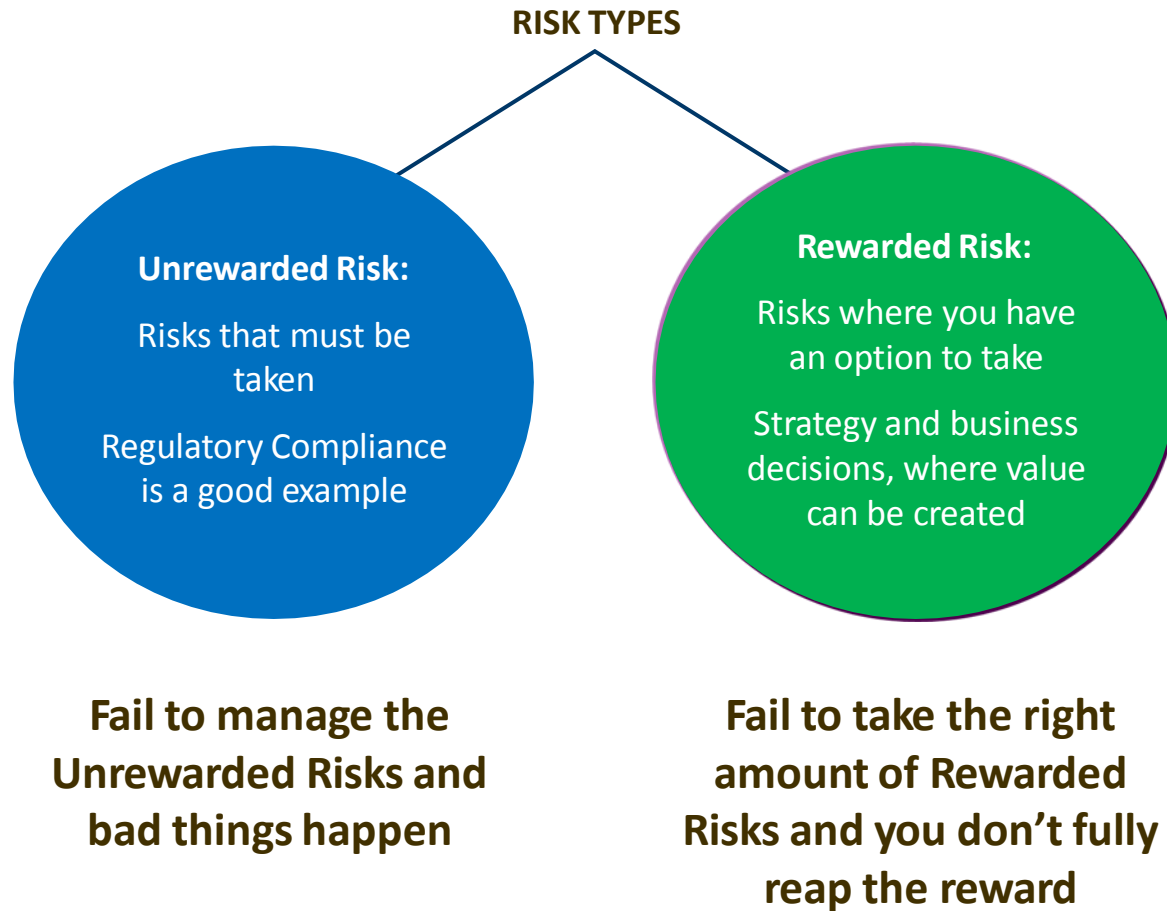 RISK TYPES
Unrewarded Risk:
Risks that must be
taken
Regulatory Compliance
is a good example
Rewarded Risk:
Risks where you have
an option to take
Strategy and business
decisions, where value
can be created
Fail to manage the
Unrewarded Risks and
bad things happen
Fail to take the right
amount of Rewarded
Risks and you don’t fully
reap the reward